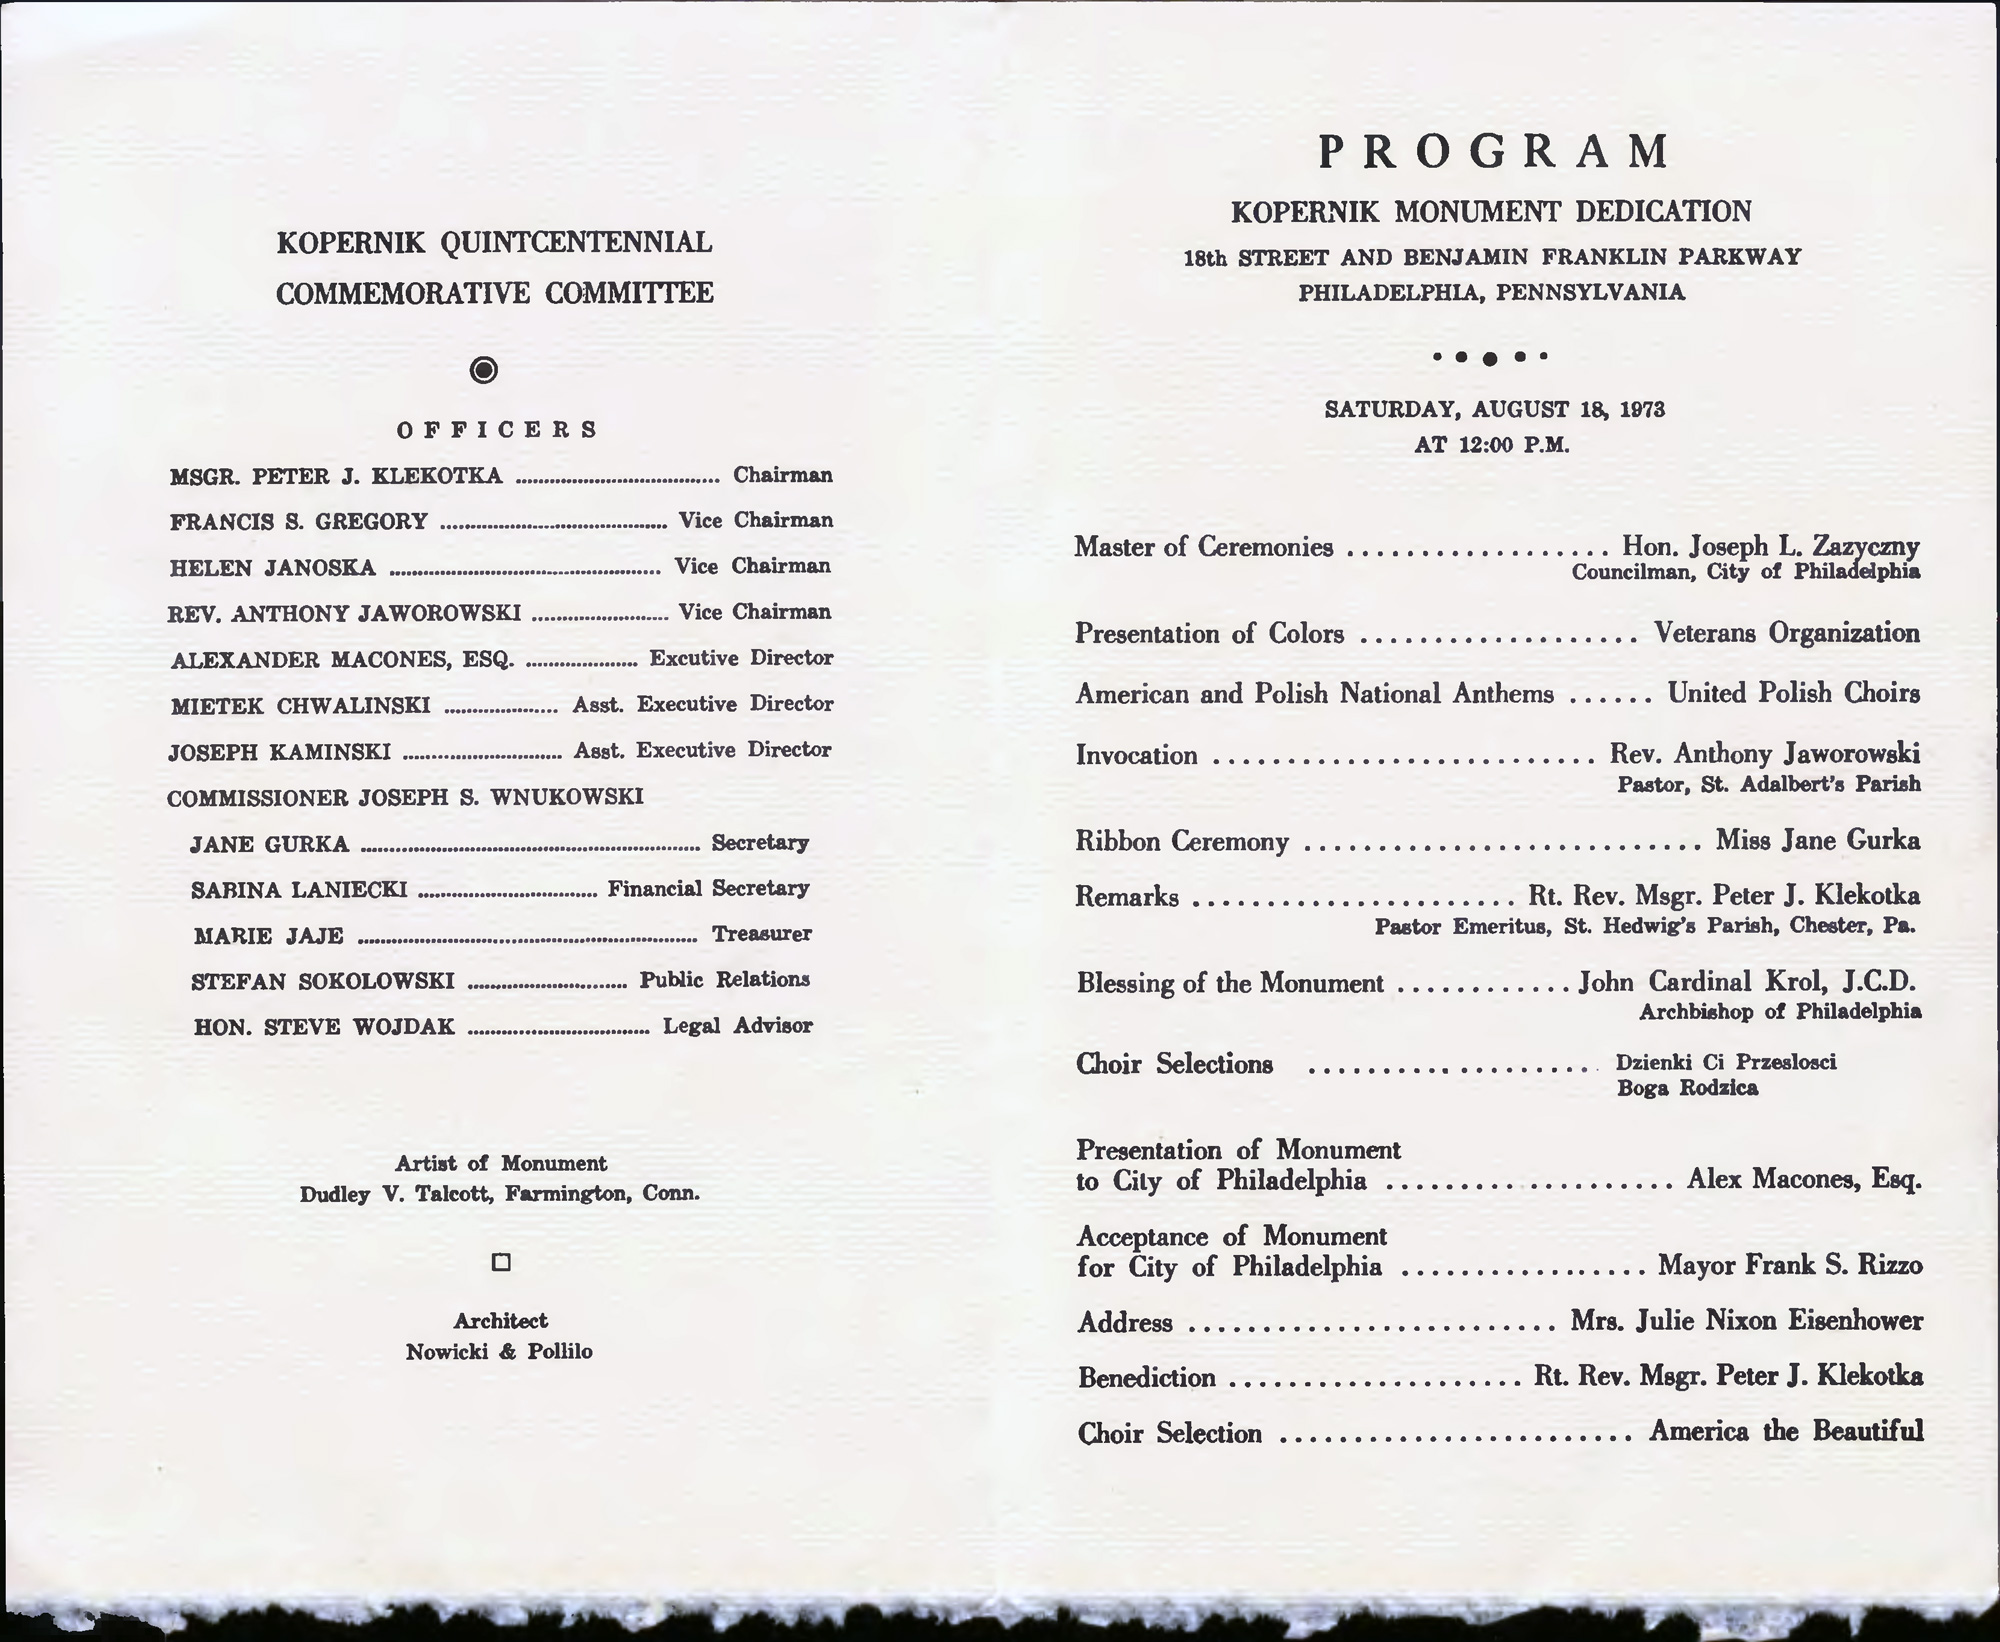 KOPERNIK QUINTCENTENNIAL
COMMEMORATIVE COMMITTEE
OFFICERS
MSGR. PETER J. KLEKOTKA ........ Chairman
FRANCIS S. GREGORY ........ Vice Chairman
HELEN JANOSKA ........ Vice Chairman
REV. ANTHONY JAWOROWSKI ........ Vice Chairman
ALEXANDER MACONES, ESQ. ........ Excutive Director
MIETEK CHWALINSKI ........ Asst. Executive Director
JOSEPH KAMINSKI ........ Asst. Executive Director
COMMISSIONER JOSEPH S. WNUKOWSKI
JANE GURKA ........ Secretary
SABINA LANIECKI ........ Financial Secretary
MARIE JAJE ........ Treasurer
STEFAN SOKOLOWSKI ........ Public Relations
HON. STEVE WOJDAK ........ Legal Advisor
Artist of Monument
Dudley V. Talcott, Farmington, Conn.
Architect
Nowicki & Pollilo
PROGRAM
KOPERNIK MONUMENT DEDICATION
18th STREET AND BENJAMIN FRANKLIN PARKWAY
PHILADELPHIA, PENNSYLVANIA
SATURDAY, AUGUST 18, 1973
AT 12:00 P.M.
Master of Ceremonies ........ Hon. Joseph L. Zazyczny
Councilman, City of Philadelphia
Presentation of Colors ........ Veterans Organization
American and Polish National Anthems ...... United Polish Choirs
Invocation ........ Rev. Anthony Jaworowski
Pastor, St. Adalbert's Parish
Ribbon Ceremony ........ Miss Jane Gurka
Remarks ........ Rt. Rev. Msgr. Peter J. Klekotka
Pastor Emeritus, St. Hedwig's Parish, Chester, Pa.
Blessing of the Monument ........ John Cardinal Krol, J.C.D.
Archbishop of Philadelphia
Choir Selections ........ Dzienki Ci Przeslosci
Boga Rodzica
Presentation of Monument
to City of Philadelphia ........ Alex Macones, Esq.
Acceptance of Monument
for City of Philadelphia ........ Mayor Frank S. Rizzo
Address ........ Mrs. Julie Nixon Eisenhower
Benediction ........ Rt. Rev. Msgr. Peter J. Klekotka
Choir Selection ........ America the Beautiful